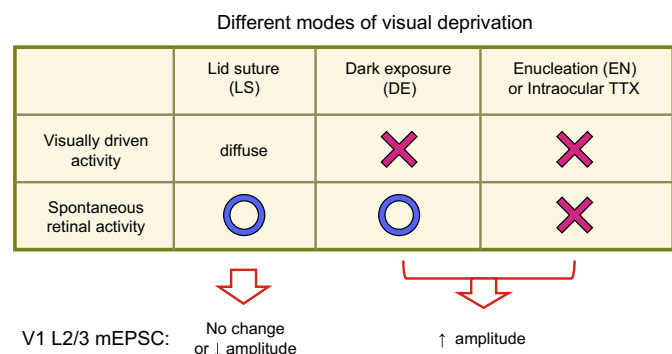 Different modes of visual deprivation
Lid suture
(LS)
Dark exposure
(DE)
Enucleation (EN)
or Intraocular TTX
Visually driven
activity
diffuse
Spontaneous
retinal activity
V1 L2/3 mEPSC:
No change
or ↓ amplitude
↑ amplitude